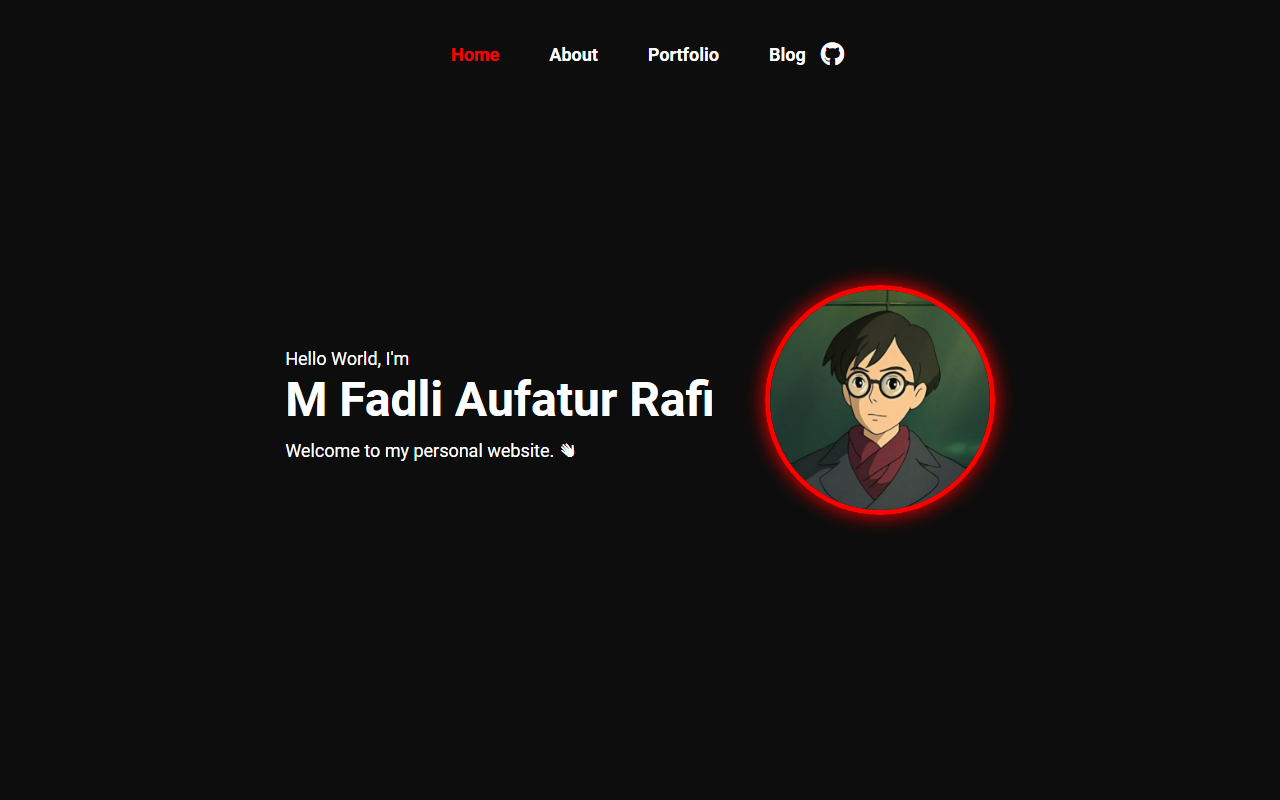 Home About Portfolio Blog
Hello World, I'm
M Fadli Aufatur Rafi
Welcome to my personal website. 👋